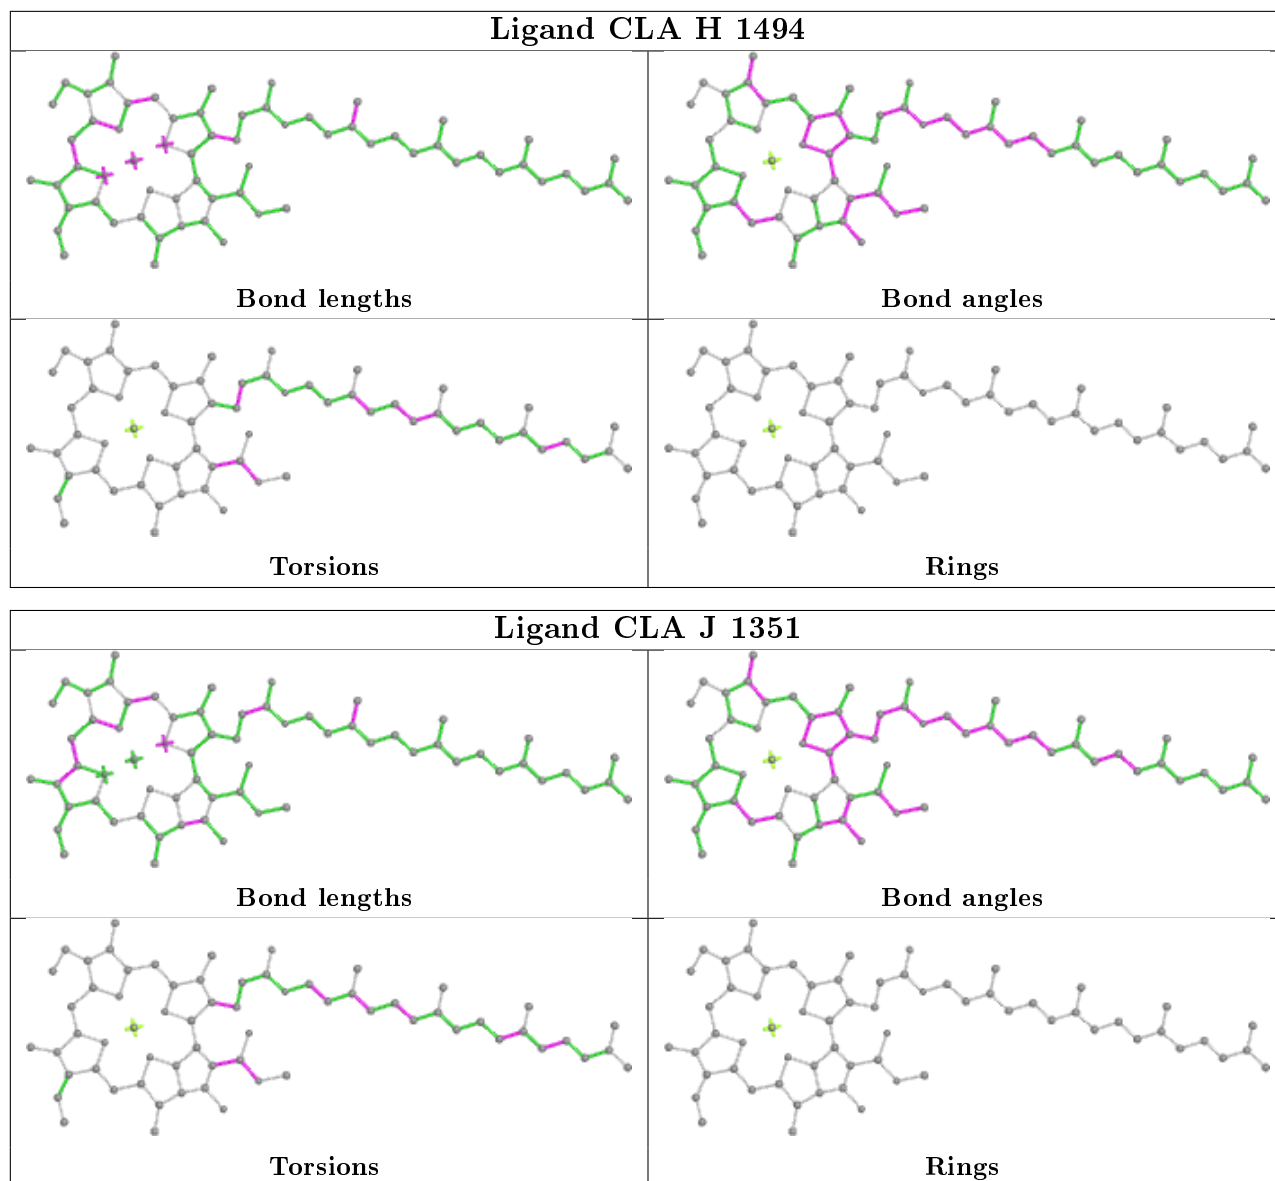 Ligand CLA H 1494
Bond lengths
Bond angles
Torsions
Rings
Ligand CLA J 1351
Bond lengths
Bond angles
Torsions
Rings